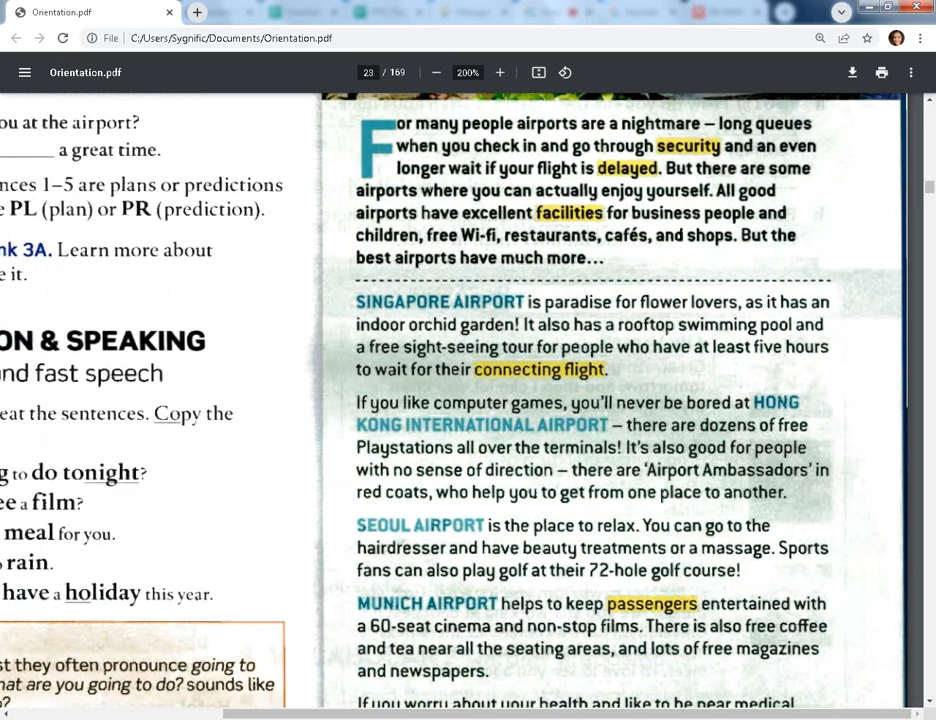 Orientation.pdf
File
C:/Users/Sygnific/Documents/Orientation.pdf
Orientation.pdf
23 / 169
200%
ou at the airport?
______ a great time.
nces 1–5 are plans or predictions
e PL (plan) or PR (prediction).
nk 3A. Learn more about
e it.
ON & SPEAKING
nd fast speech
eat the sentences. Copy the
g to do tonight?
ee a film?
meal for you.
rain.
have a holiday this year.
st they often pronounce going to
hat are you going to do? sounds like
?
For many people airports are a nightmare – long queues
when you check in and go through security and an even
longer wait if your flight is delayed. But there are some
airports where you can actually enjoy yourself. All good
airports have excellent facilities for business people and
children, free Wi-fi, restaurants, cafés, and shops. But the
best airports have much more...
SINGAPORE AIRPORT is paradise for flower lovers, as it has an
indoor orchid garden! It also has a rooftop swimming pool and
a free sight-seeing tour for people who have at least five hours
to wait for their connecting flight.
If you like computer games, you'll never be bored at HONG
KONG INTERNATIONAL AIRPORT – there are dozens of free
Playstations all over the terminals! It's also good for people
with no sense of direction – there are 'Airport Ambassadors' in
red coats, who help you to get from one place to another.
SEOUL AIRPORT is the place to relax. You can go to the
hairdresser and have beauty treatments or a massage. Sports
fans can also play golf at their 72-hole golf course!
MUNICH AIRPORT helps to keep passengers entertained with
a 60-seat cinema and non-stop films. There is also free coffee
and tea near all the seating areas, and lots of free magazines
and newspapers.
If you worry about your health and like to be near medical